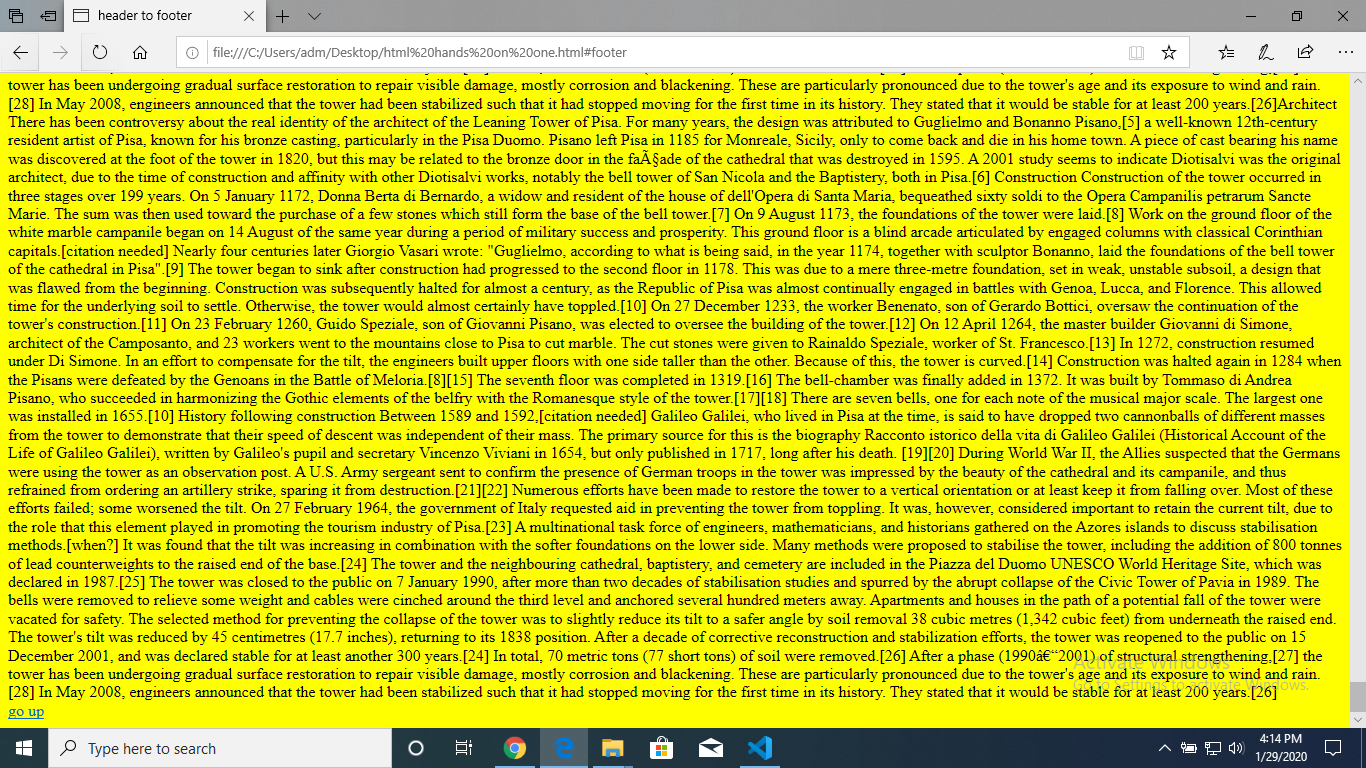 header to footer
file:///C:/Users/adm/Desktop/html%20hands%20on%20one.html#footer
tower has been undergoing gradual surface restoration to repair visible damage, mostly corrosion and blackening. These are particularly pronounced due to the tower's age and its exposure to wind and rain.
[28] In May 2008, engineers announced that the tower had been stabilized such that it had stopped moving for the first time in its history. They stated that it would be stable for at least 200 years.[26]Architect
There has been controversy about the real identity of the architect of the Leaning Tower of Pisa. For many years, the design was attributed to Guglielmo and Bonanno Pisano,[5] a well-known 12th-century
resident artist of Pisa, known for his bronze casting, particularly in the Pisa Duomo. Pisano left Pisa in 1185 for Monreale, Sicily, only to come back and die in his home town. A piece of cast bearing his name
was discovered at the foot of the tower in 1820, but this may be related to the bronze door in the faÃ§ade of the cathedral that was destroyed in 1595. A 2001 study seems to indicate Diotisalvi was the original
architect, due to the time of construction and affinity with other Diotisalvi works, notably the bell tower of San Nicola and the Baptistery, both in Pisa.[6] Construction Construction of the tower occurred in
three stages over 199 years. On 5 January 1172, Donna Berta di Bernardo, a widow and resident of the house of dell'Opera di Santa Maria, bequeathed sixty soldi to the Opera Campanilis petrarum Sancte
Marie. The sum was then used toward the purchase of a few stones which still form the base of the bell tower.[7] On 9 August 1173, the foundations of the tower were laid.[8] Work on the ground floor of the
white marble campanile began on 14 August of the same year during a period of military success and prosperity. This ground floor is a blind arcade articulated by engaged columns with classical Corinthian
capitals.[citation needed] Nearly four centuries later Giorgio Vasari wrote: "Guglielmo, according to what is being said, in the year 1174, together with sculptor Bonanno, laid the foundations of the bell tower
of the cathedral in Pisa".[9] The tower began to sink after construction had progressed to the second floor in 1178. This was due to a mere three-metre foundation, set in weak, unstable subsoil, a design that
was flawed from the beginning. Construction was subsequently halted for almost a century, as the Republic of Pisa was almost continually engaged in battles with Genoa, Lucca, and Florence. This allowed
time for the underlying soil to settle. Otherwise, the tower would almost certainly have toppled.[10] On 27 December 1233, the worker Benenato, son of Gerardo Bottici, oversaw the continuation of the
tower's construction.[11] On 23 February 1260, Guido Speziale, son of Giovanni Pisano, was elected to oversee the building of the tower.[12] On 12 April 1264, the master builder Giovanni di Simone,
architect of the Camposanto, and 23 workers went to the mountains close to Pisa to cut marble. The cut stones were given to Rainaldo Speziale, worker of St. Francesco.[13] In 1272, construction resumed
under Di Simone. In an effort to compensate for the tilt, the engineers built upper floors with one side taller than the other. Because of this, the tower is curved.[14] Construction was halted again in 1284 when
the Pisans were defeated by the Genoans in the Battle of Meloria.[8][15] The seventh floor was completed in 1319.[16] The bell-chamber was finally added in 1372. It was built by Tommaso di Andrea
Pisano, who succeeded in harmonizing the Gothic elements of the belfry with the Romanesque style of the tower.[17][18] There are seven bells, one for each note of the musical major scale. The largest one
was installed in 1655.[10] History following construction Between 1589 and 1592,[citation needed] Galileo Galilei, who lived in Pisa at the time, is said to have dropped two cannonballs of different masses
from the tower to demonstrate that their speed of descent was independent of their mass. The primary source for this is the biography Racconto istorico della vita di Galileo Galilei (Historical Account of the
Life of Galileo Galilei), written by Galileo's pupil and secretary Vincenzo Viviani in 1654, but only published in 1717, long after his death. [19][20] During World War II, the Allies suspected that the Germans
were using the tower as an observation post. A U.S. Army sergeant sent to confirm the presence of German troops in the tower was impressed by the beauty of the cathedral and its campanile, and thus
refrained from ordering an artillery strike, sparing it from destruction.[21][22] Numerous efforts have been made to restore the tower to a vertical orientation or at least keep it from falling over. Most of these
efforts failed; some worsened the tilt. On 27 February 1964, the government of Italy requested aid in preventing the tower from toppling. It was, however, considered important to retain the current tilt, due to
the role that this element played in promoting the tourism industry of Pisa.[23] A multinational task force of engineers, mathematicians, and historians gathered on the Azores islands to discuss stabilisation
methods.[when?] It was found that the tilt was increasing in combination with the softer foundations on the lower side. Many methods were proposed to stabilise the tower, including the addition of 800 tonnes
of lead counterweights to the raised end of the base.[24] The tower and the neighbouring cathedral, baptistery, and cemetery are included in the Piazza del Duomo UNESCO World Heritage Site, which was
declared in 1987.[25] The tower was closed to the public on 7 January 1990, after more than two decades of stabilisation studies and spurred by the abrupt collapse of the Civic Tower of Pavia in 1989. The
bells were removed to relieve some weight and cables were cinched around the third level and anchored several hundred meters away. Apartments and houses in the path of a potential fall of the tower were
vacated for safety. The selected method for preventing the collapse of the tower was to slightly reduce its tilt to a safer angle by soil removal 38 cubic metres (1,342 cubic feet) from underneath the raised end.
The tower's tilt was reduced by 45 centimetres (17.7 inches), returning to its 1838 position. After a decade of corrective reconstruction and stabilization efforts, the tower was reopened to the public on 15
December 2001, and was declared stable for at least another 300 years.[24] In total, 70 metric tons (77 short tons) of soil were removed.[26] After a phase (1990â€“2001) of structural strengthening,[27] the
tower has been undergoing gradual surface restoration to repair visible damage, mostly corrosion and blackening. These are particularly pronounced due to the tower's age and its exposure to wind and rain.
[28] In May 2008, engineers announced that the tower had been stabilized such that it had stopped moving for the first time in its history. They stated that it would be stable for at least 200 years.[26]
go up
Activate Windows
Go to Settings to activate Windows.
Type here to search
4:14 PM
1/29/2020